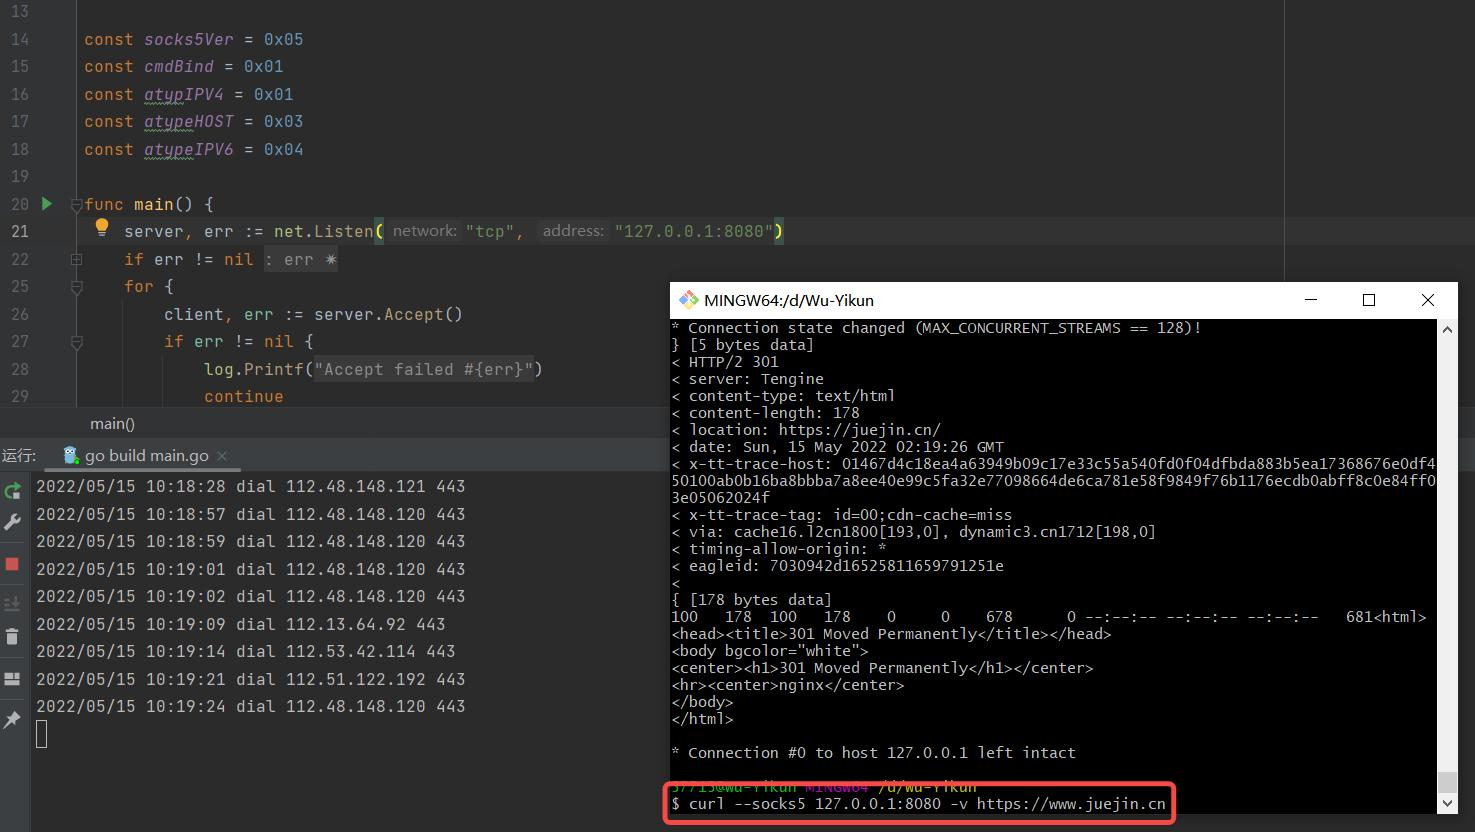 13
14 const socks5Ver = 0x05
15 const cmdBind = 0x01
16 const atypIPV4 = 0x01
17 const atypeHOST = 0x03
18 const atypeIPV6 = 0x04
19
20 func main() {
21 server, err := net.Listen( network: "tcp", address: "127.0.0.1:8080")
22 if err != nil : err
25 for {
26 client, err := server.Accept()
27 if err != nil {
28 log.Printf("Accept failed #{err}")
29 continue
main()
运行: go build main.go
2022/05/15 10:18:28 dial 112.48.148.121 443
2022/05/15 10:18:57 dial 112.48.148.120 443
2022/05/15 10:18:59 dial 112.48.148.120 443
2022/05/15 10:19:01 dial 112.48.148.120 443
2022/05/15 10:19:02 dial 112.48.148.120 443
2022/05/15 10:19:09 dial 112.13.64.92 443
2022/05/15 10:19:14 dial 112.53.42.114 443
2022/05/15 10:19:21 dial 112.51.122.192 443
2022/05/15 10:19:24 dial 112.48.148.120 443
MINGW64:/d/Wu-Yikun
* Connection state changed (MAX_CONCURRENT_STREAMS == 128)!
} [5 bytes data]
< HTTP/2 301
< server: Tengine
< content-type: text/html
< content-length: 178
< location: https://juejin.cn/
< date: Sun, 15 May 2022 02:19:26 GMT
< x-tt-trace-host: 01467d4c18ea4a63949b09c17e33c55a540fd0f04dfbda883b5ea17368676e0df4
50100ab0b16ba8bbba7a8ee40e99c5fa32e77098664de6ca781e58f9849f76b1176ecdb0abff8c0e84ff0
3e05062024f
< x-tt-trace-tag: id=00;cdn-cache=miss
< via: cache16.l2cn1800[193,0], dynamic3.cn1712[198,0]
< timing-allow-origin: *
< eagleid: 7030942d16525811659791251e
<
{ [178 bytes data]
100   178  100   178    0     0    678      0 --:--:-- --:--:-- --:--:--   681<html>
<head><title>301 Moved Permanently</title></head>
<body bgcolor="white">
<center><h1>301 Moved Permanently</h1></center>
<hr><center>nginx</center>
</body>
</html>
* Connection #0 to host 127.0.0.1 left intact
57715@Wu-Yikun MINGW64 /d/Wu-Yikun
$ curl --socks5 127.0.0.1:8080 -v https://www.juejin.cn